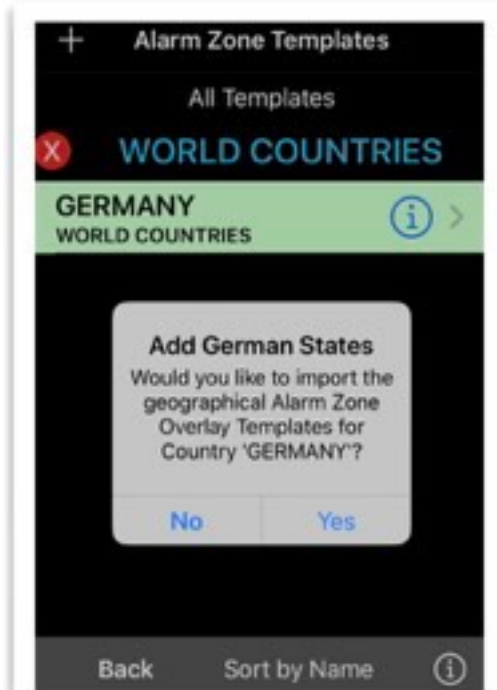 + Alarm Zone Templates
All Templates
X WORLD COUNTRIES
GERMANY
WORLD COUNTRIES
i >
Add German States
Would you like to import the
geographical Alarm Zone
Overlay Templates for
Country 'GERMANY'?
No Yes
Back Sort by Name i